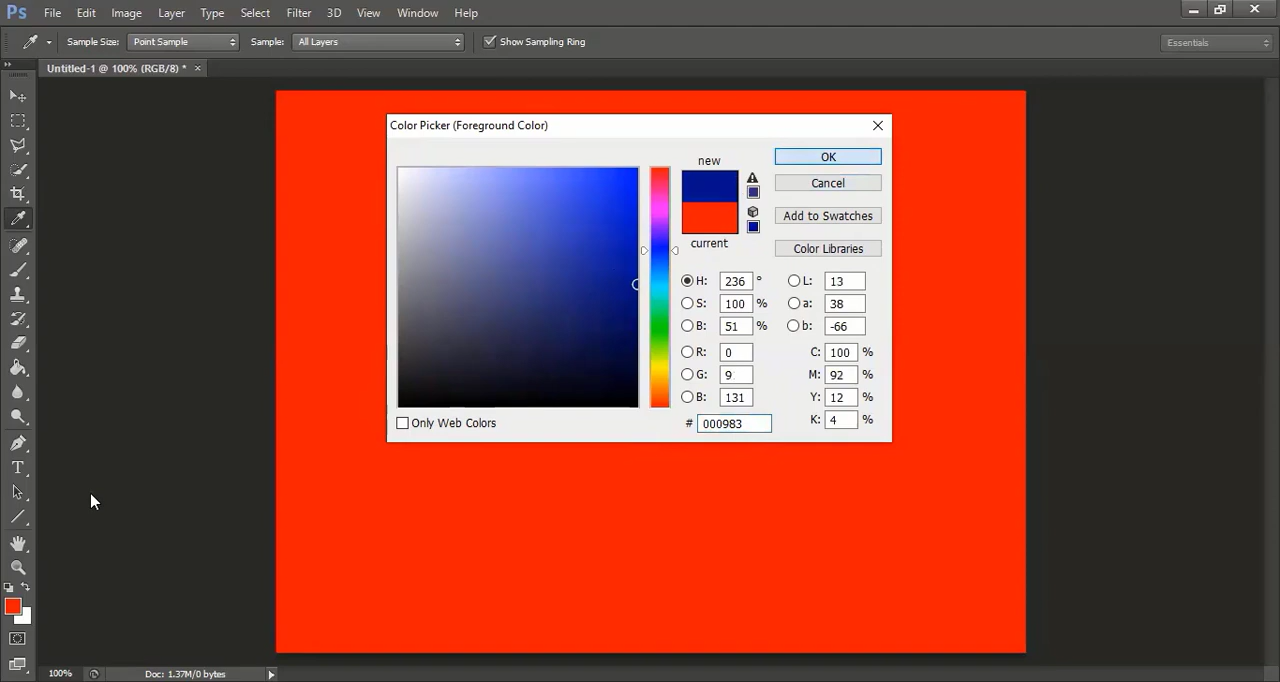 Ps File Edit Image Layer Type Select Filter 3D View Window Help
Sample Size: Point Sample Sample: All Layers Show Sampling Ring Essentials
Untitled-1 @ 100% (RGB/8) * ×
Color Picker (Foreground Color)
new
OK
Cancel
Add to Swatches
current
Color Libraries
H: 236 ° L: 13
S: 100 % a: 38
B: 51 % b: -66
R: 0 C: 100 %
G: 9 M: 92 %
B: 131 Y: 12 %
Only Web Colors # 000983 K: 4 %
T
100% Doc: 1.37M/0 bytes